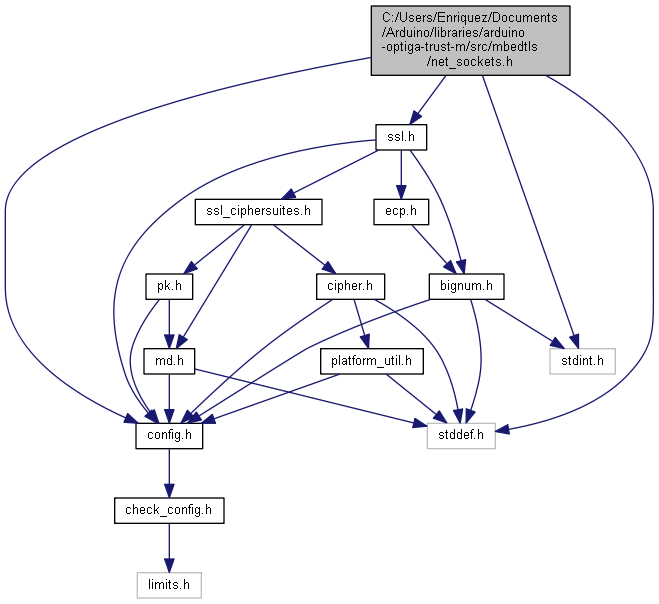 C:/Users/Enriquez/Documents
/Arduino/libraries/arduino
-optiga-trust-m/src/mbedtls
/net_sockets.h
ssl.h
ssl_ciphersuites.h
ecp.h
pk.h
cipher.h
bignum.h
md.h
platform_util.h
stdint.h
config.h
stddef.h
check_config.h
limits.h